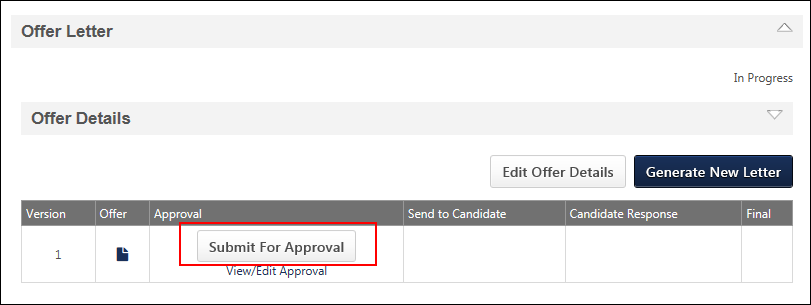 Offer Letter
In Progress
Offer Details
Edit Offer Details Generate New Letter
Version Offer Approval Send to Candidate Candidate Response Final
1 Submit For Approval
View/Edit Approval